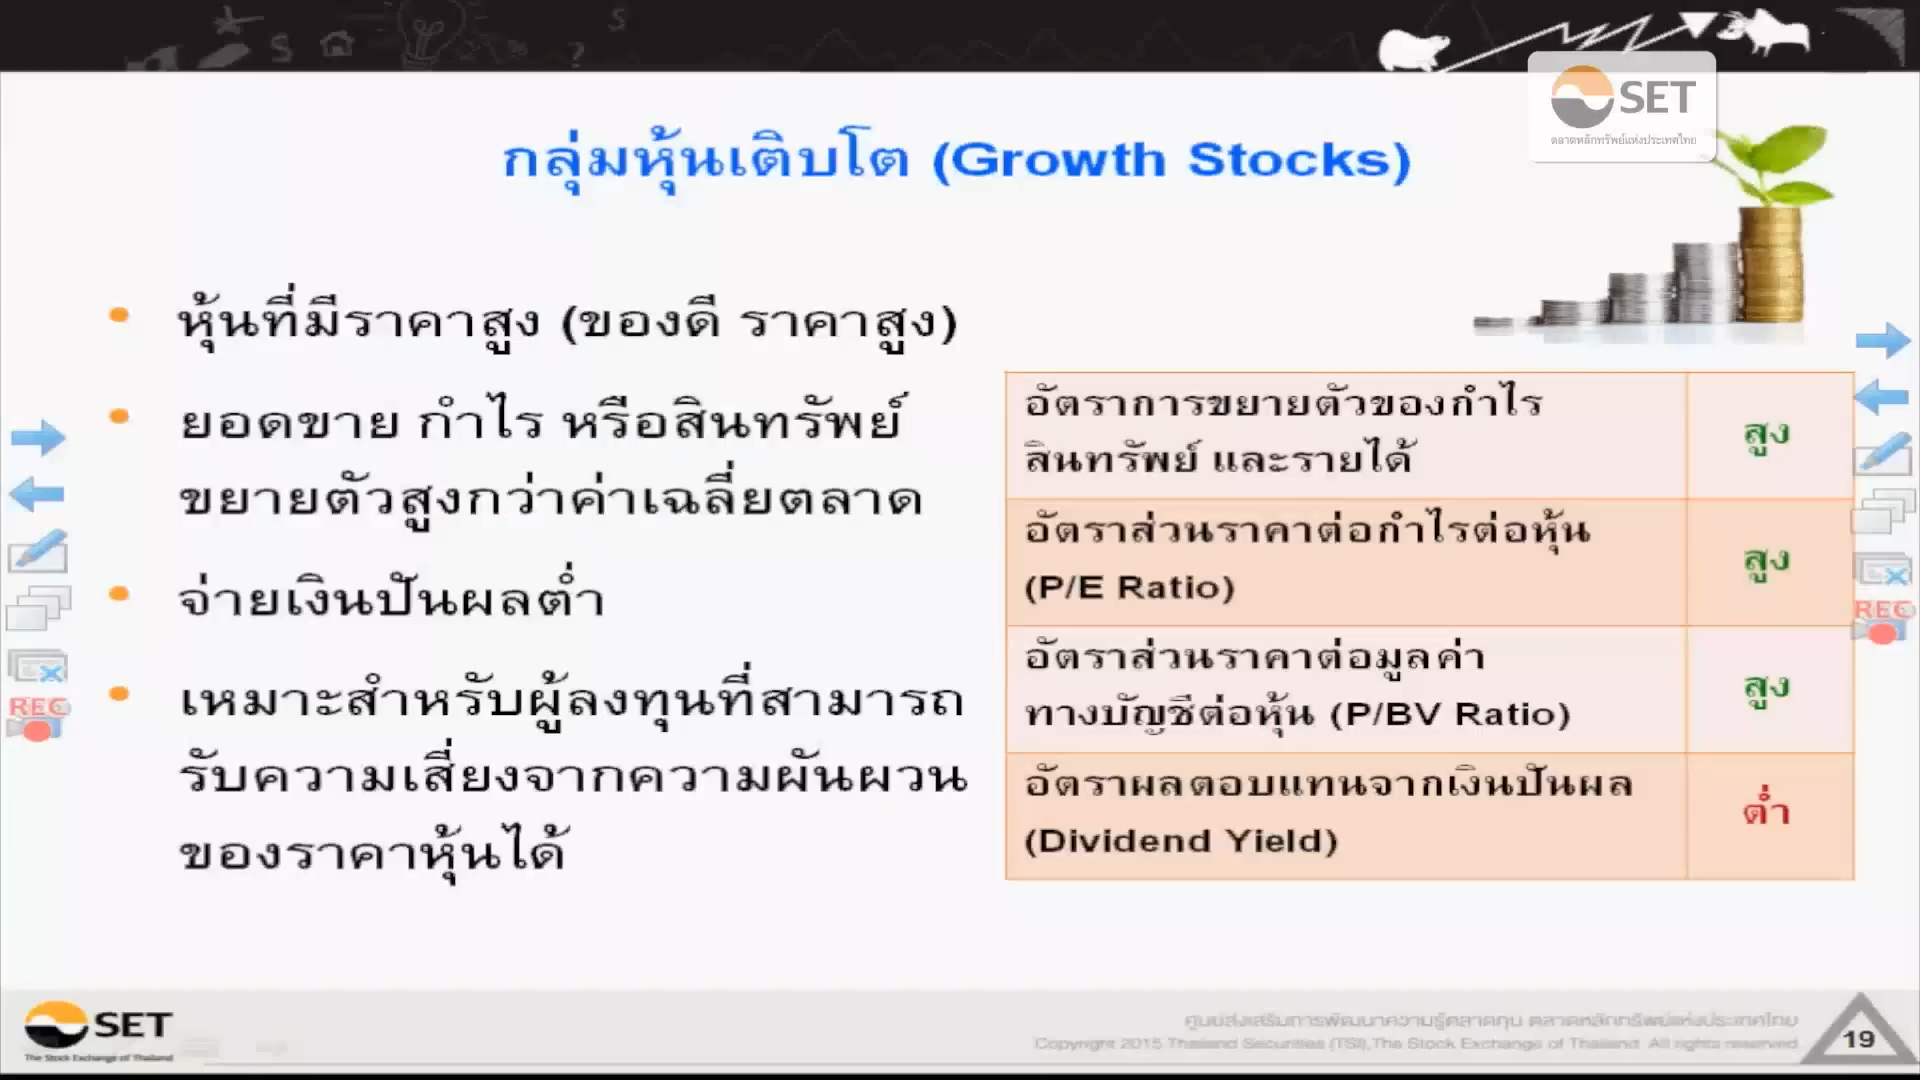 SET
ตลาดหลักทรัพย์แห่งประเทศไทย
กลุ่มหุ้นเติบโต (Growth Stocks)
หุ้นที่มีราคาสูง (ของดี ราคาสูง)
ยอดขาย กำไร หรือสินทรัพย์
ขยายตัวสูงกว่าค่าเฉลี่ยตลาด
จ่ายเงินปันผลต่ำ
เหมาะสำหรับผู้ลงทุนที่สามารถ
รับความเสี่ยงจากความผันผวน
ของราคาหุ้นได้
อัตราการขยายตัวของกำไร
สินทรัพย์ และรายได้
สูง
อัตราส่วนราคาต่อกำไรต่อหุ้น
(P/E Ratio)
สูง
อัตราส่วนราคาต่อมูลค่า
ทางบัญชีต่อหุ้น (P/BV Ratio)
สูง
อัตราผลตอบแทนจากเงินปันผล
(Dividend Yield)
ต่ำ
REC
REC
SET
The Stock Exchange of Thailand
ศูนย์ส่งเสริมการพัฒนาความรู้ตลาดทุน ตลาดหลักทรัพย์แห่งประเทศไทย
Copyright 2015 Thailand Securities (TSI),The Stock Exchange of Thailand. All rights reserved
19